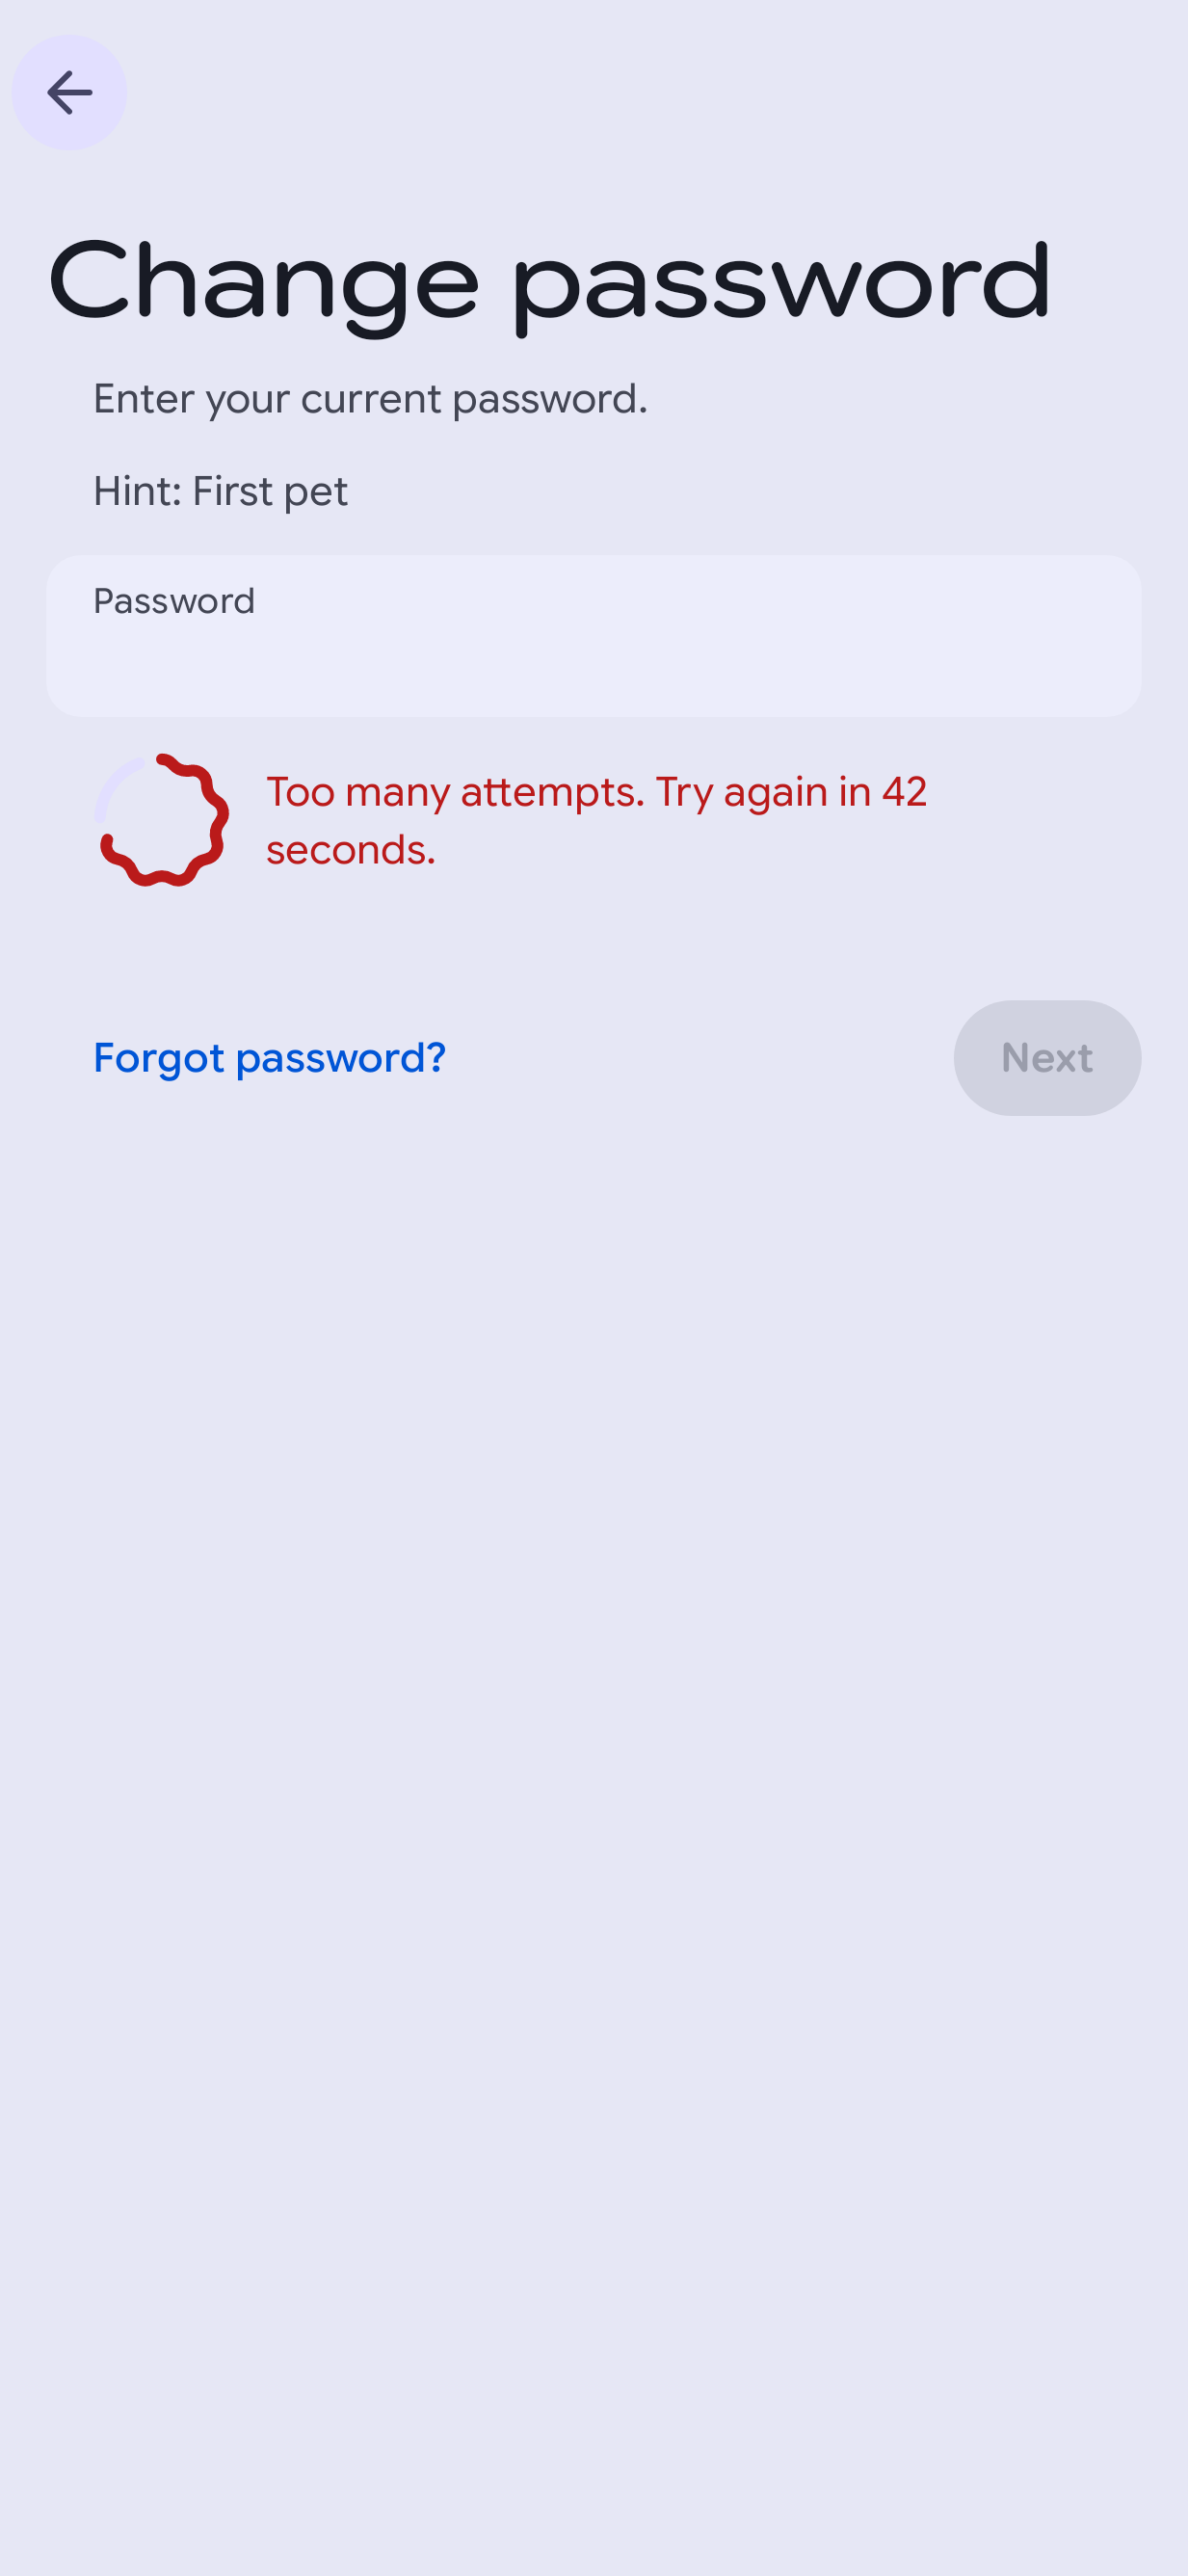 Change password
Enter your current password.
Hint: First pet
Password
Too many attempts. Try again in 42
seconds.
Forgot password?
Next